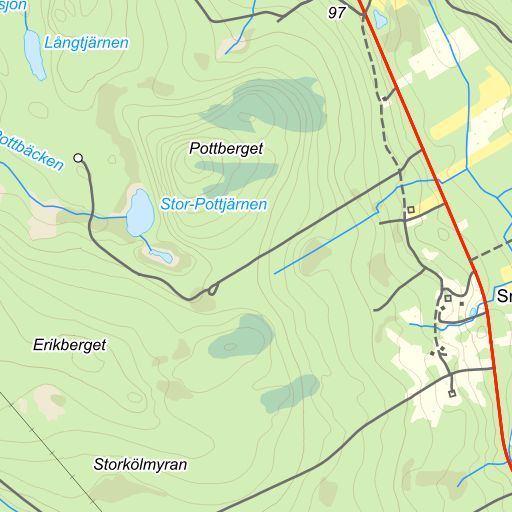 97
Långtjärnen
Pottbäcken
Pottberget
Stor-Pottjärnen
Erikberget
Storkölmyran